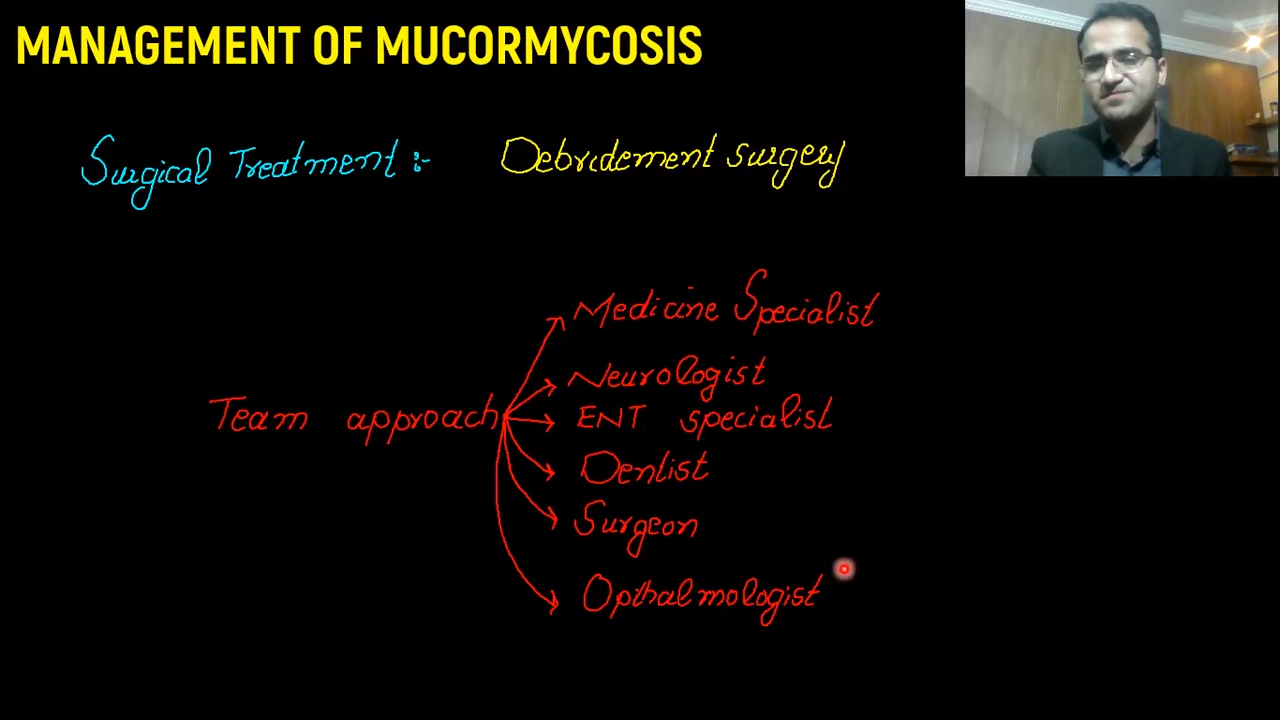 MANAGEMENT OF MUCORMYCOSIS
Surgical Treatment :- Debridement surgery
Medicine Specialist
Neurologist
Team approach ENT specialist
Dentist
Surgeon
Opthalmologist